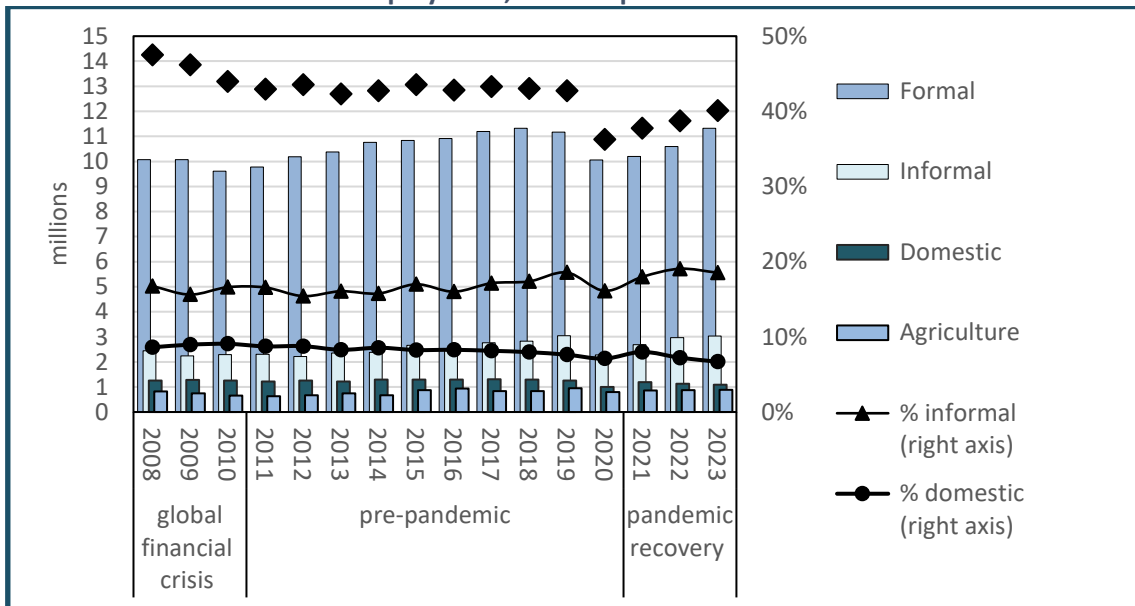 15
14
13
12
11
10
9
8
7
6
5
4
3
2
1
0
millions
50%
40%
30%
20%
10%
0%
2008
2009
2010
2011
2012
2013
2014
2015
2016
2017
2018
2019
2020
2021
2022
2023
global
financial
crisis
pre-pandemic
pandemic
recovery
Formal
Informal
Domestic
Agriculture
% informal
(right axis)
% domestic
(right axis)